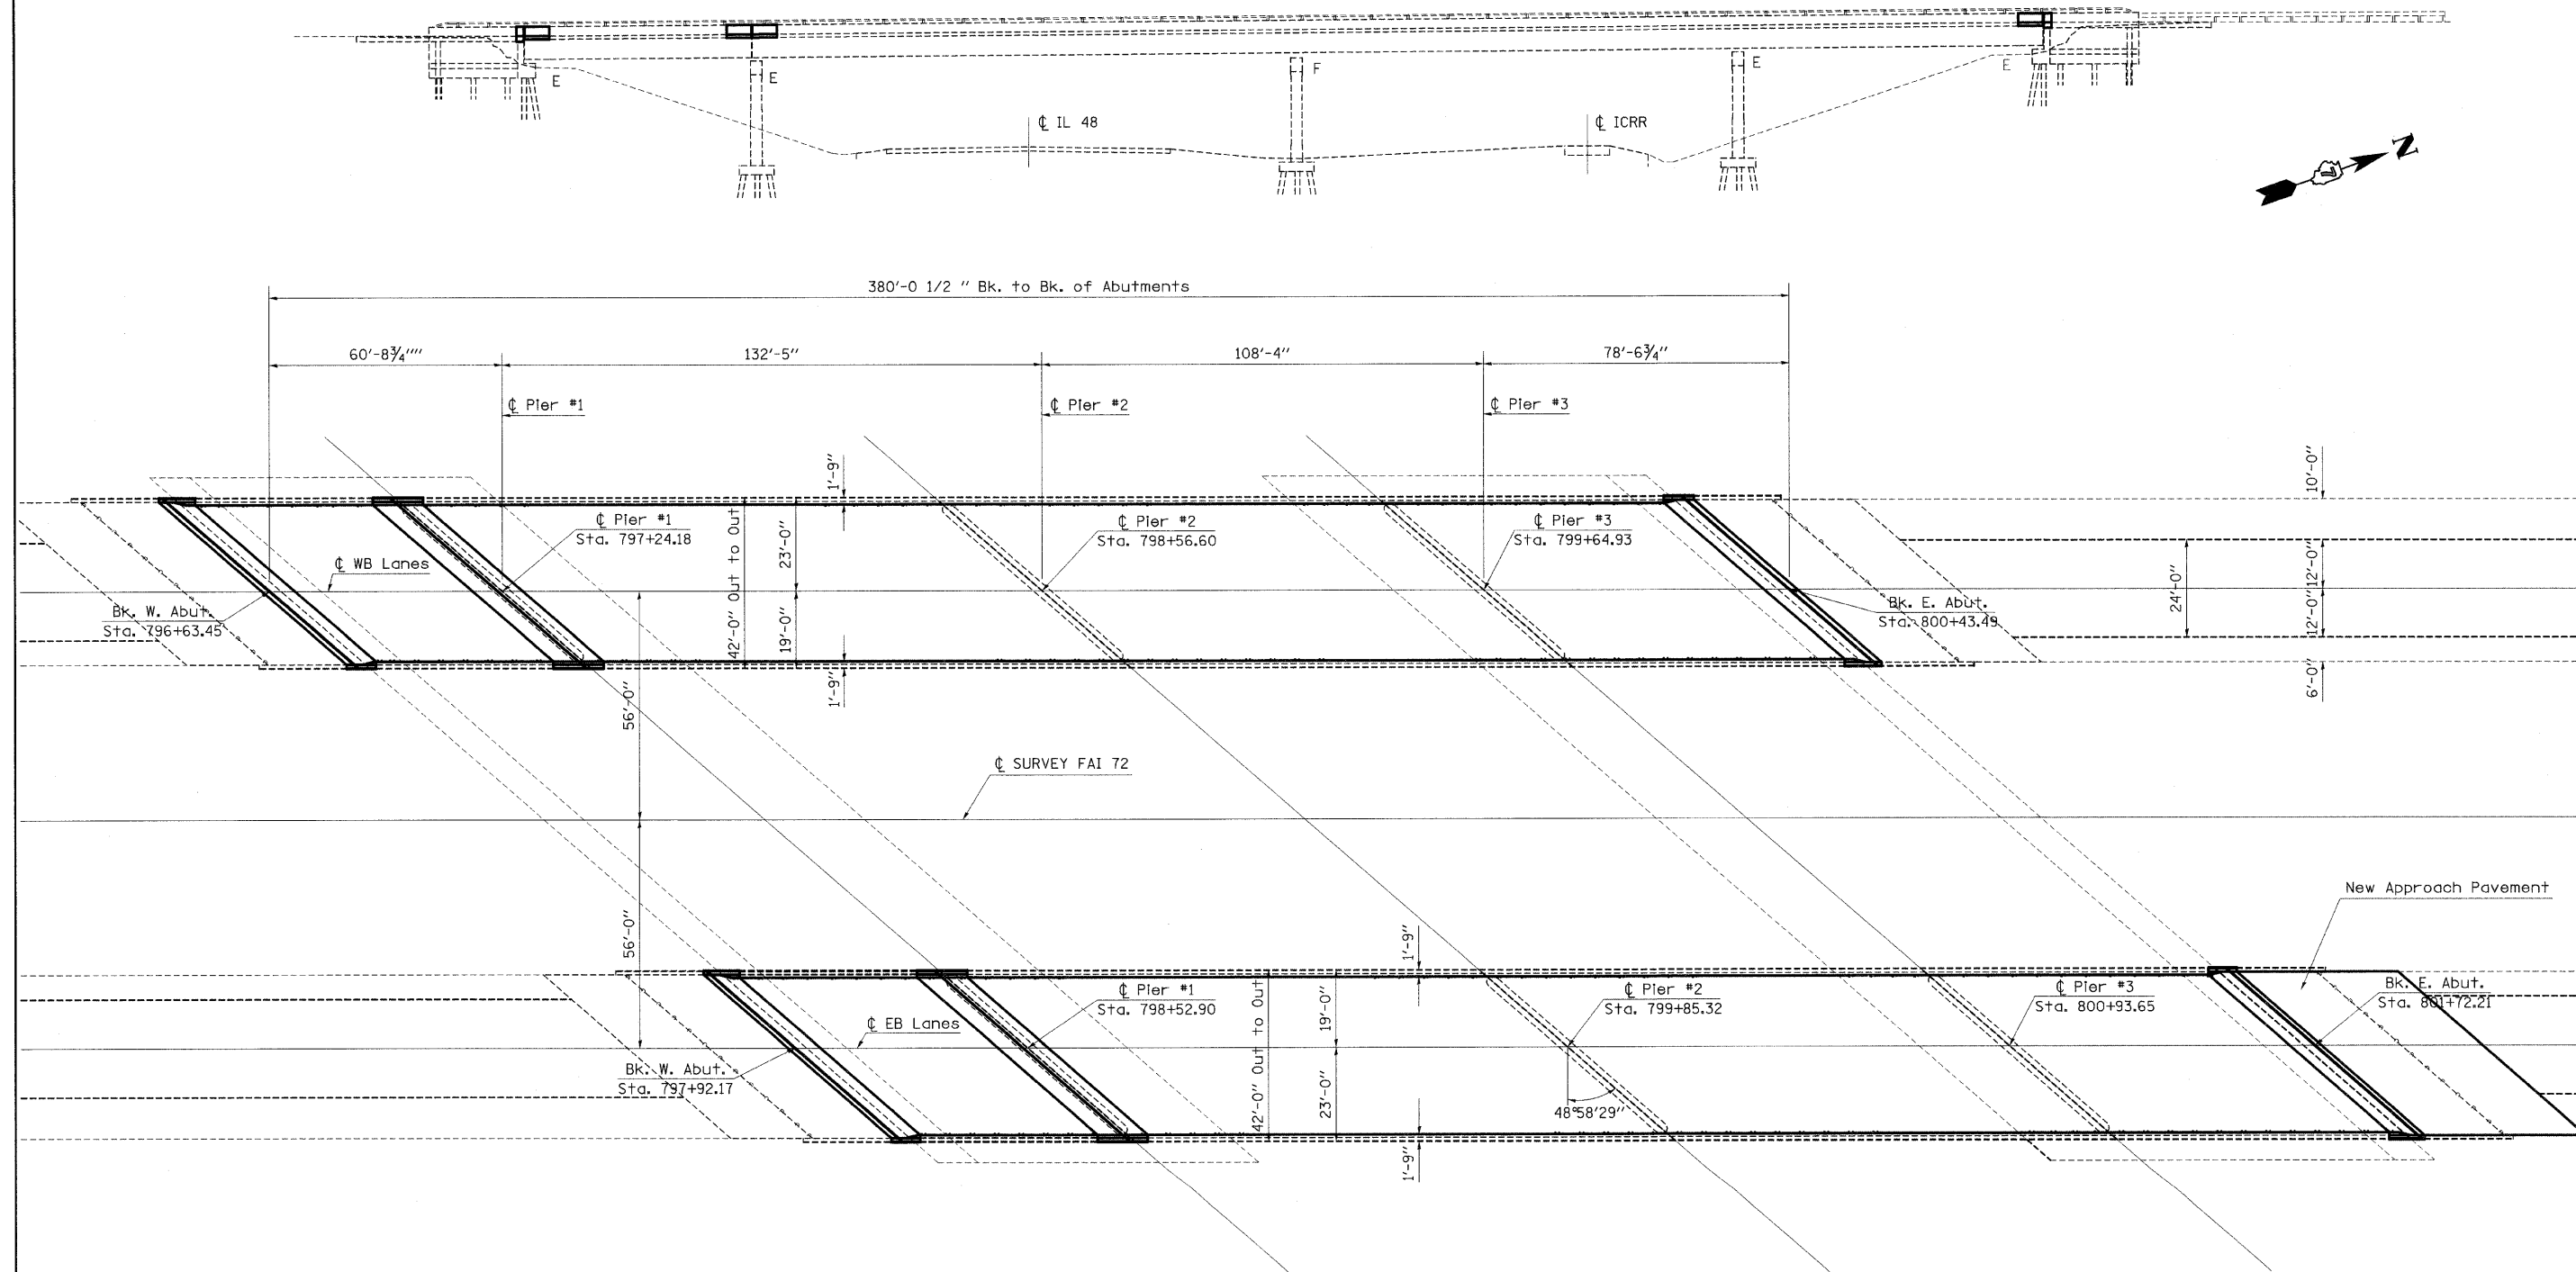 E
E
F
E
E
℄ IL 48
℄ ICRR
N
380'-0 1/2 " Bk. to Bk. of Abutments
60'-8¾""
132'-5"
108'-4"
78'-6¾"
℄ Pier #1
℄ Pier #2
℄ Pier #3
1'-9"
10'-0"
℄ Pier #1
Sta. 797+24.18
℄ Pier #2
Sta. 798+56.60
℄ Pier #3
Sta. 799+64.93
42'-0" Out to Out
23'-0"
19'-0"
℄ WB Lanes
Bk. W. Abut.
Sta. 796+63.45
Bk. E. Abut.
Sta. 800+43.49
24'-0"
12'-0"
12'-0"
6'-0"
1'-9"
56'-0"
℄ SURVEY FAI 72
56'-0"
New Approach Pavement
1'-9"
℄ Pier #1
Sta. 798+52.90
℄ Pier #2
Sta. 799+85.32
℄ Pier #3
Sta. 800+93.65
Bk. E. Abut.
Sta. 801+72.21
42'-0" Out to Out
19'-0"
23'-0"
℄ EB Lanes
Bk. W. Abut.
Sta. 797+92.17
48°58'29"
1'-9"